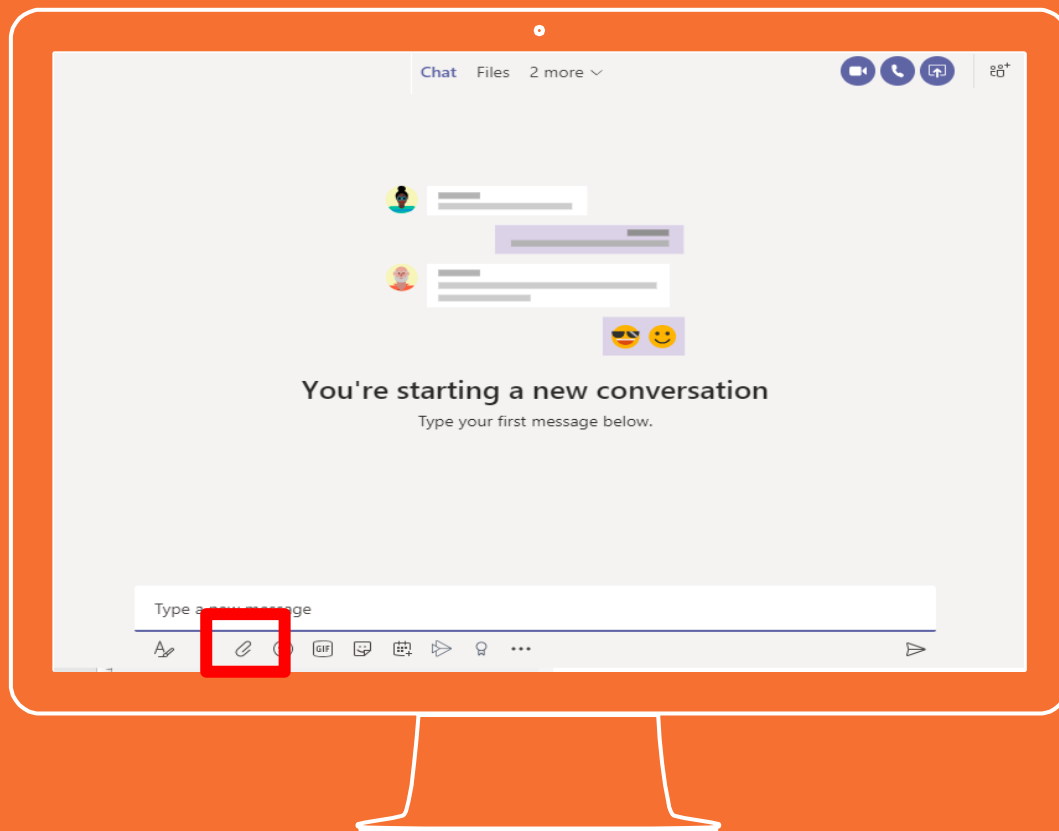 Chat Files 2 more
You're starting a new conversation
Type your first message below.
Type a new message
GIF